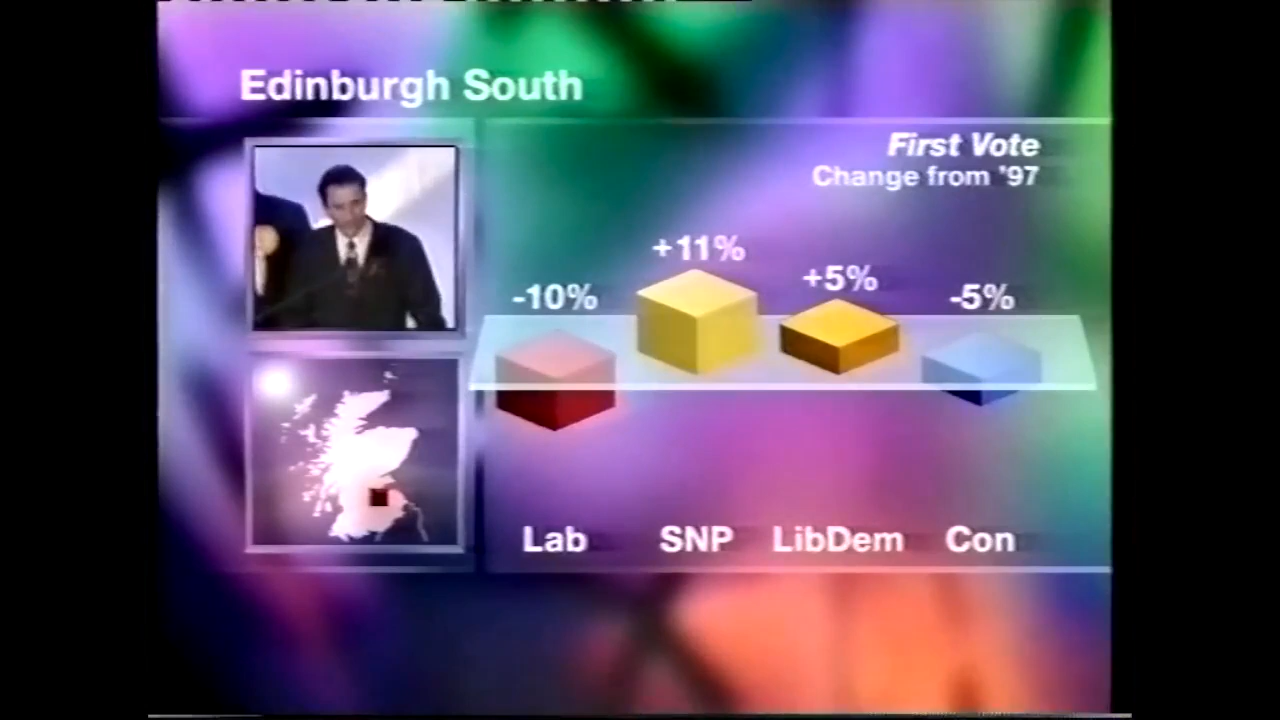 Edinburgh South
First Vote
Change from '97
-10% +11% +5% -5%
Lab SNP LibDem Con